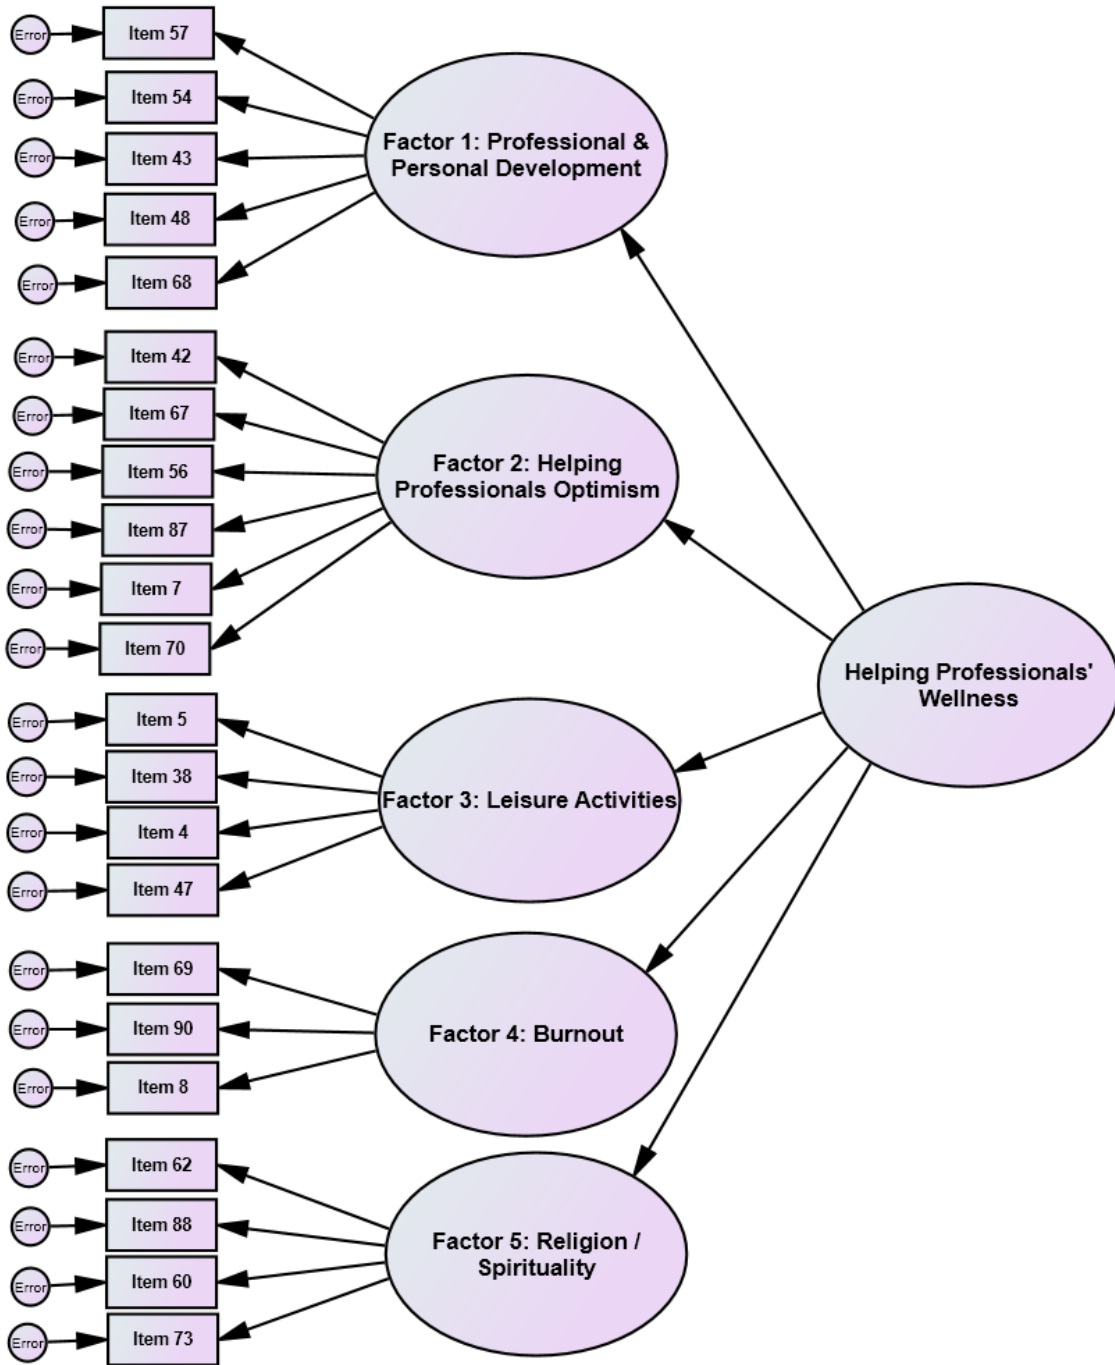 Error
Item 57
Error
Item 54
Error
Item 43
Error
Item 48
Error
Item 68
Factor 1: Professional &
Personal Development
Error
Item 42
Error
Item 67
Error
Item 56
Error
Item 87
Error
Item 7
Error
Item 70
Factor 2: Helping
Professionals Optimism
Helping Professionals'
Wellness
Error
Item 5
Error
Item 38
Error
Item 4
Error
Item 47
Factor 3: Leisure Activities
Error
Item 69
Error
Item 90
Error
Item 8
Factor 4: Burnout
Error
Item 62
Error
Item 88
Error
Item 60
Error
Item 73
Factor 5: Religion /
Spirituality